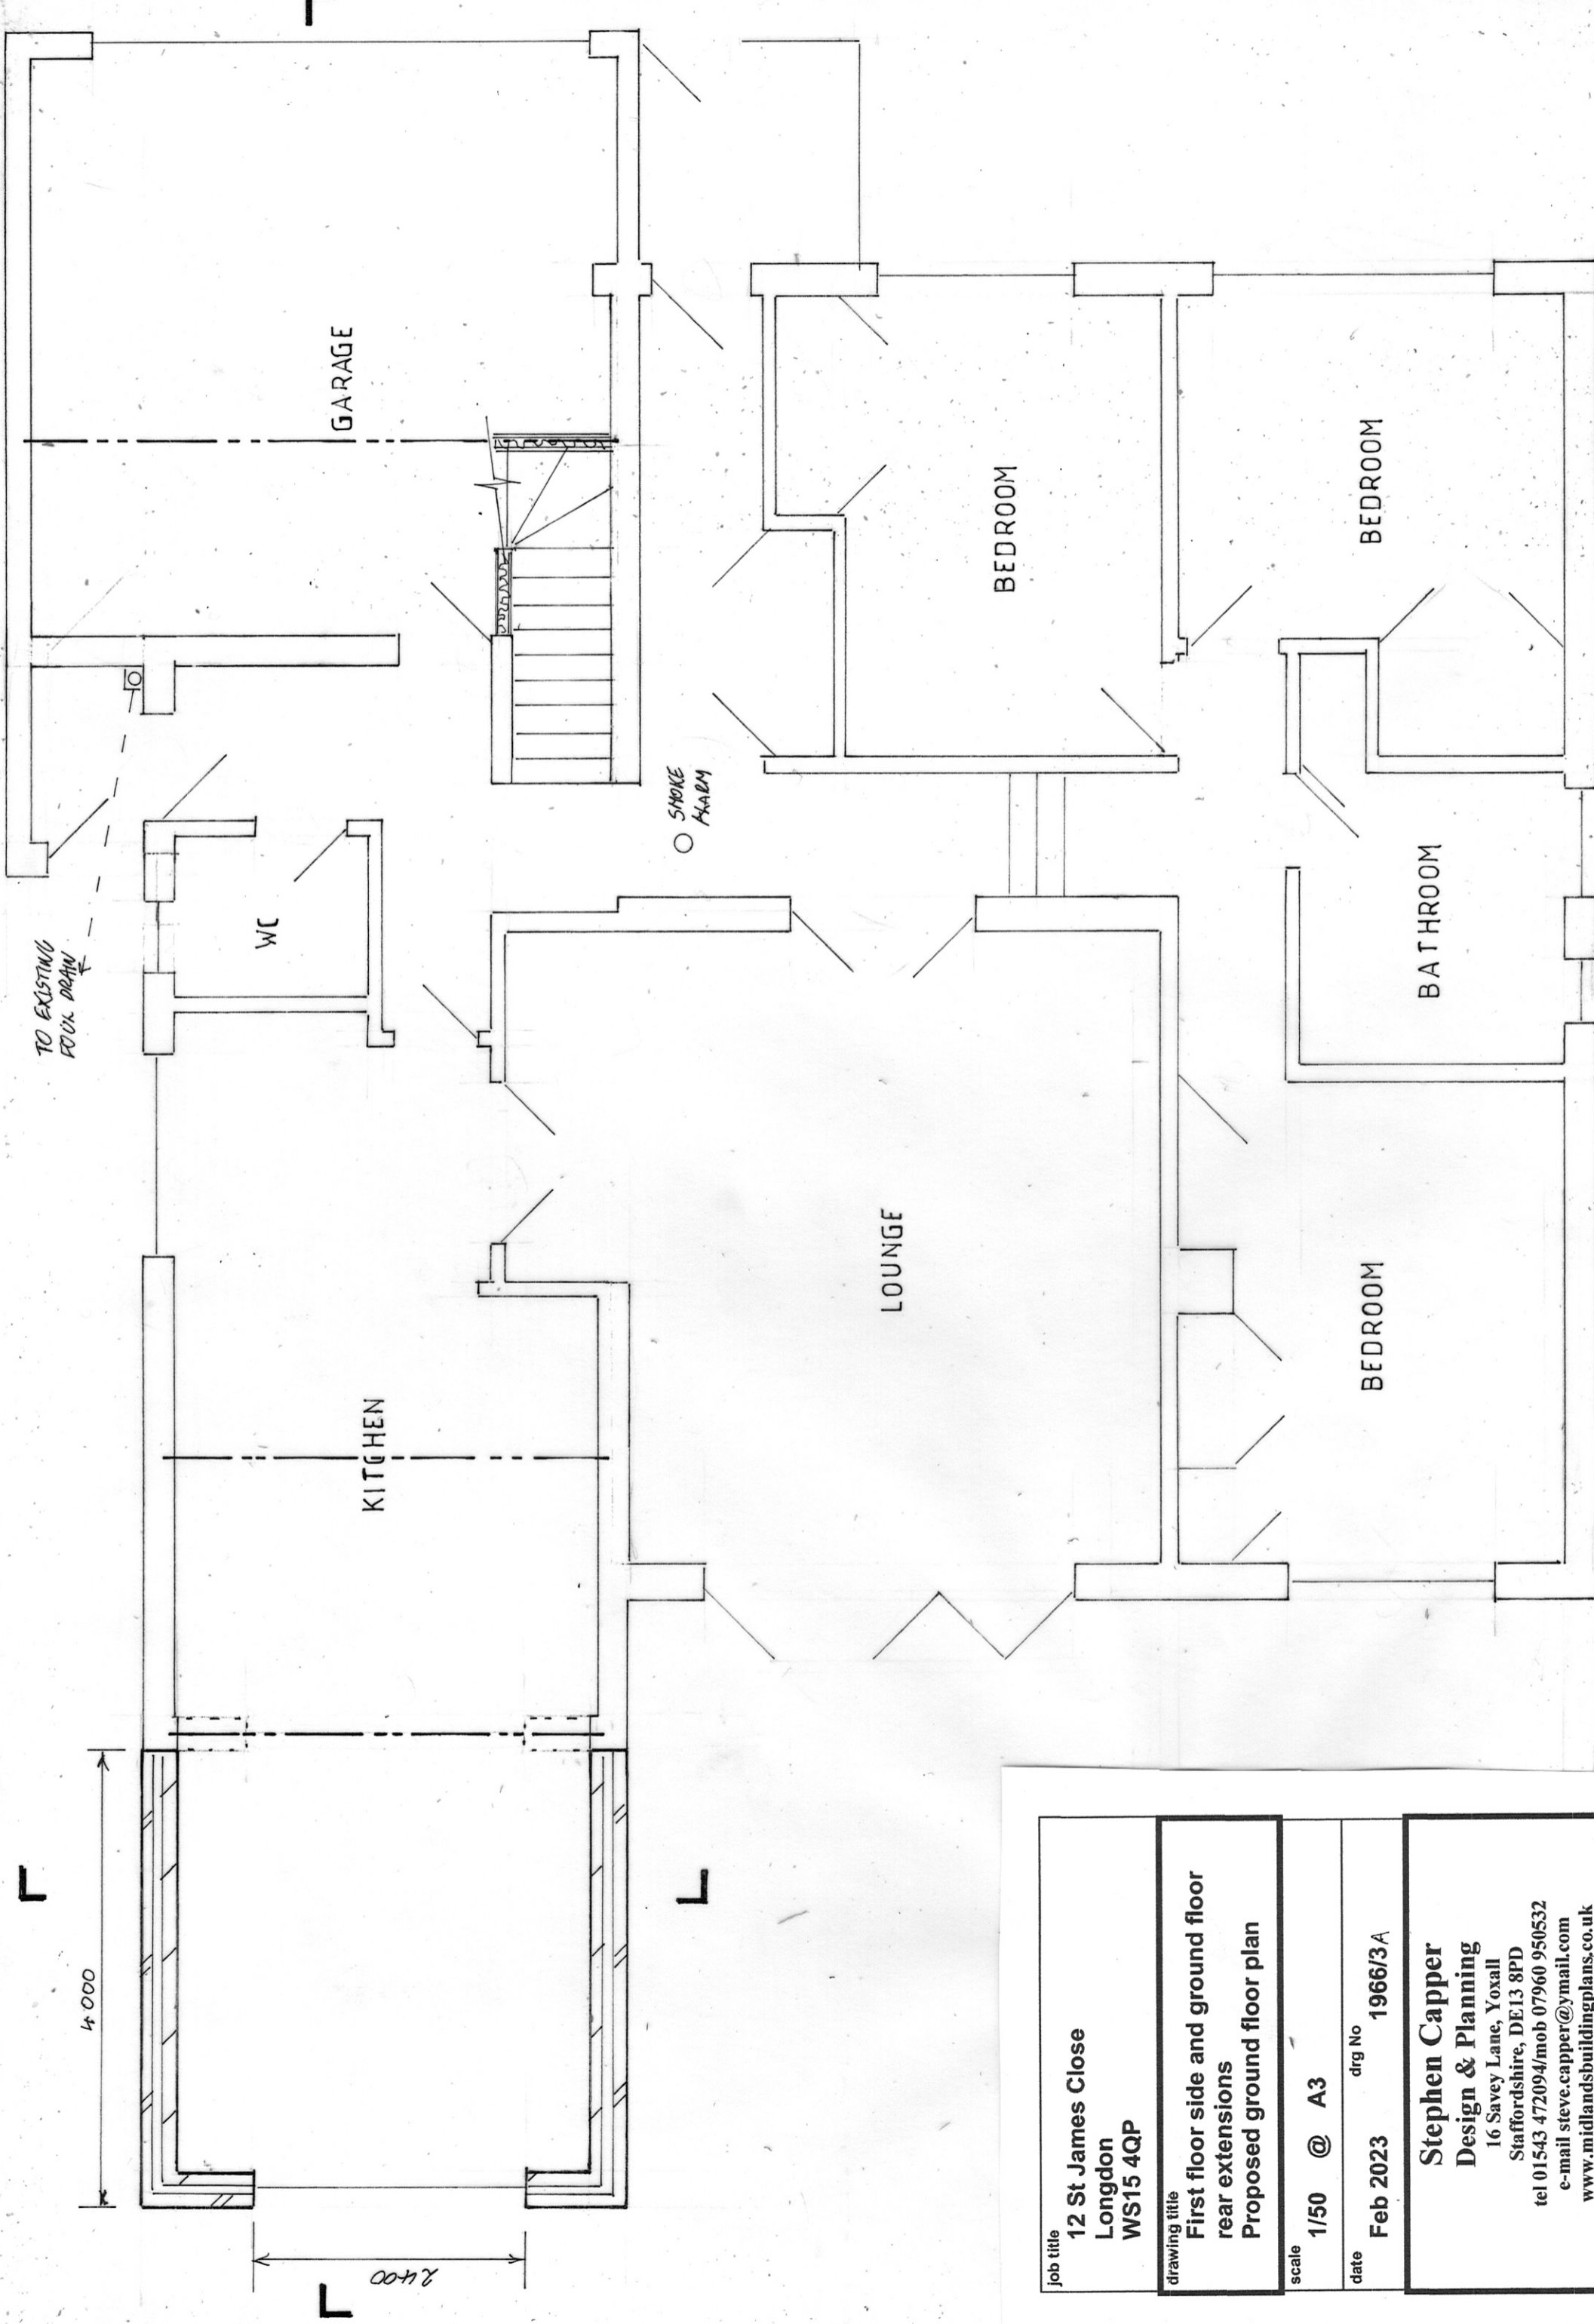 TO EXISTING
FOUL DRAIN
GARAGE
WC
SMOKE
ALARM
BEDROOM
BEDROOM
KITCHEN
LOUNGE
BATHROOM
BEDROOM
4000
2400
job title
12 St James Close
Longdon
WS15 4QP
drawing title
First floor side and ground floor
rear extensions
Proposed ground floor plan
scale
1/50 @ A3
date drg No
Feb 2023 1966/3A
Stephen Capper
Design & Planning
16 Savey Lane, Yoxall
Staffordshire, DE13 8PD
tel 01543 472094/mob 07960 950532
e-mail steve.capper@ymail.com
www.midlandsbuildingplans.co.uk